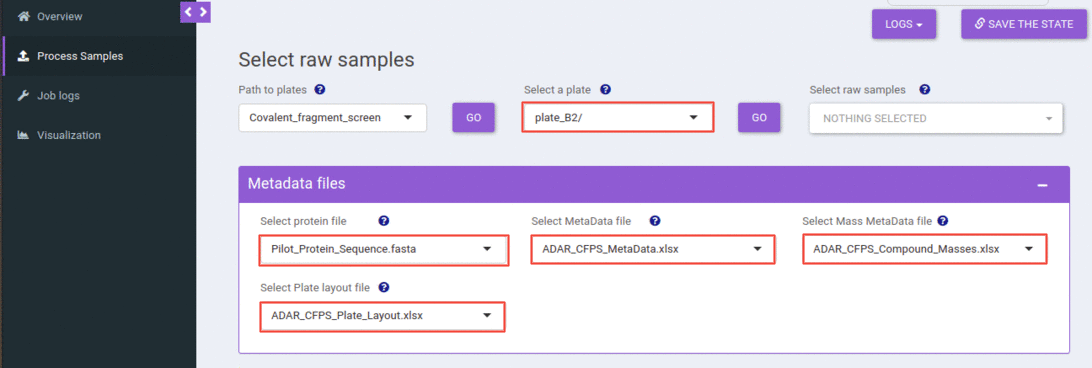 Overview
Process Samples
Job logs
Visualization
LOGS
SAVE THE STATE
Select raw samples
Path to plates ?
Select a plate ?
Select raw samples ?
Covalent_fragment_screen
GO
plate_B2/
GO
NOTHING SELECTED
Metadata files
Select protein file ?
Select MetaData file ?
Select Mass MetaData file ?
Pilot_Protein_Sequence.fasta
ADAR_CFPS_MetaData.xlsx
ADAR_CFPS_Compound_Masses.xlsx
Select Plate layout file ?
ADAR_CFPS_Plate_Layout.xlsx